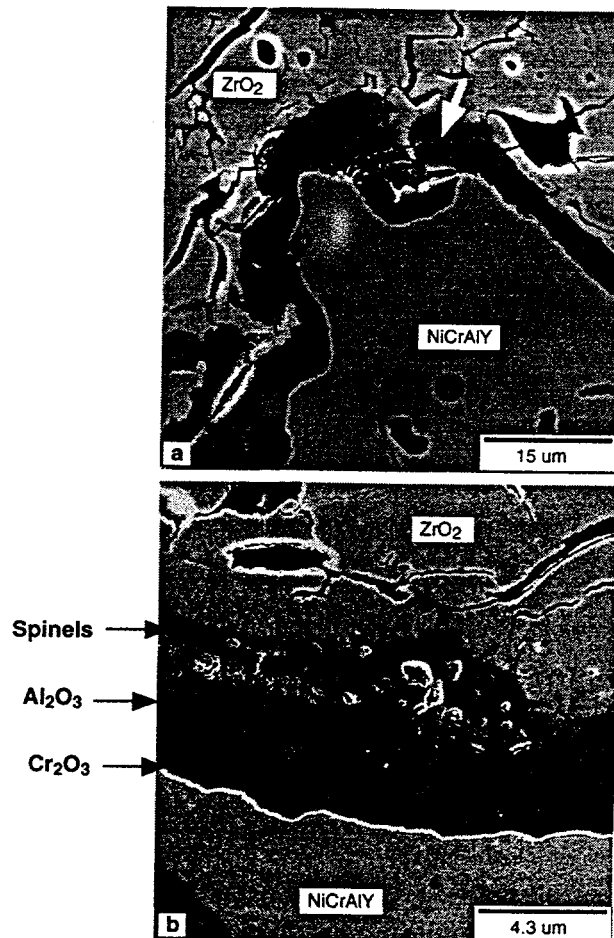 ZrO₂
NiCrAlY
a
15 um
ZrO₂
Spinels
Al₂O₃
Cr₂O₃
NiCrAlY
b
4.3 um